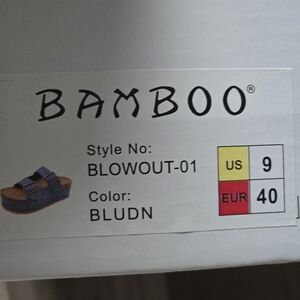 BAMBOO®
Style No:
BLOWOUT-01
US 9
Color:
EUR 40
BLUDN